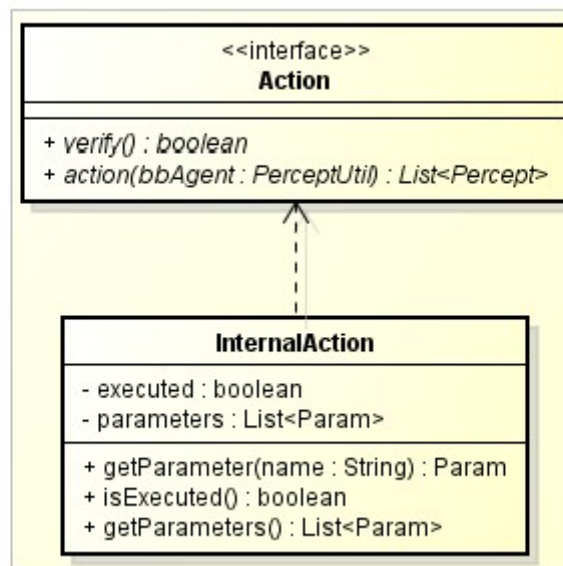 <<interface>>
Action
+ verify() : boolean
+ action(bbAgent : PerceptUtil) : List<Percept>
InternalAction
- executed : boolean
- parameters : List<Param>
+ getParameter(name : String) : Param
+ isExecuted() : boolean
+ getParameters() : List<Param>